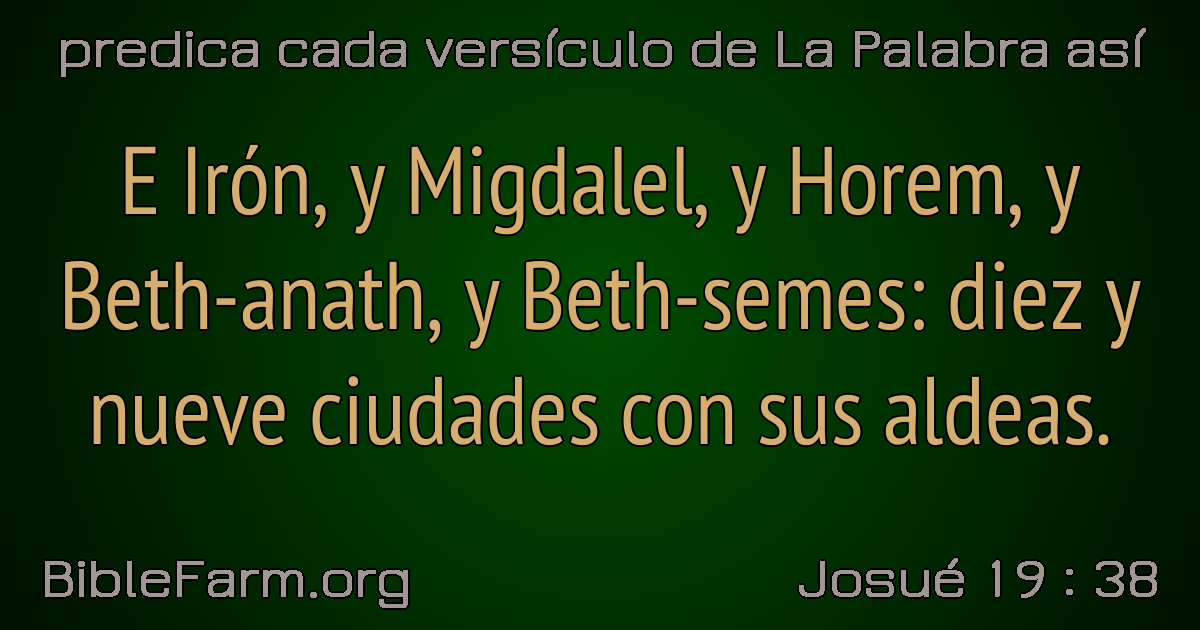 predica cada versículo de La Palabra así
E Irón, y Migdalel, y Horem, y
Beth-anath, y Beth-semes: diez y
nueve ciudades con sus aldeas.
BibleFarm.org
Josué 19 : 38